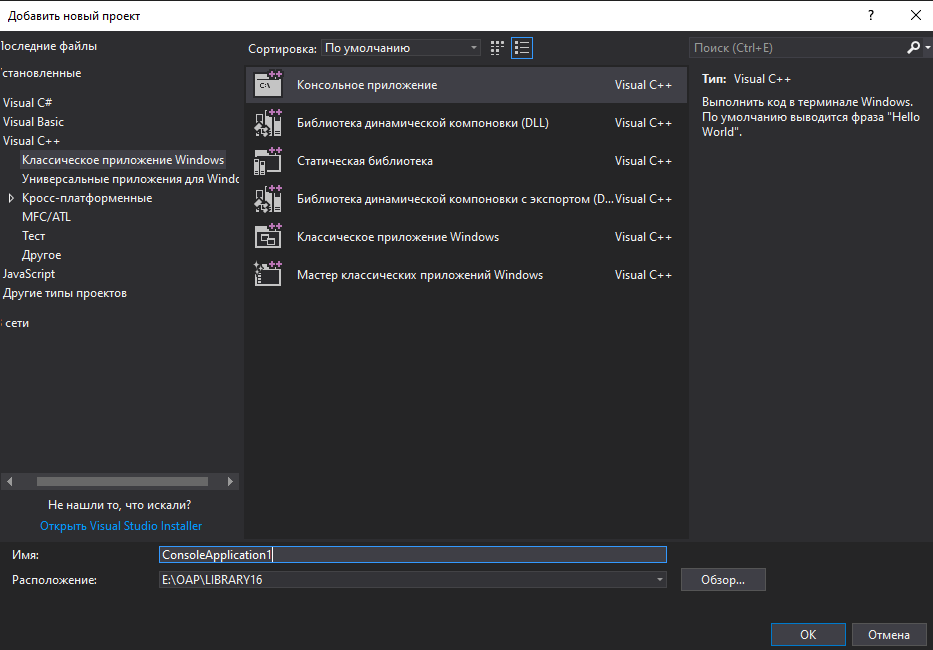 Добавить новый проект
?
Последние файлы
Установленные
Visual C#
Visual Basic
Visual C++
Классическое приложение Windows
Универсальные приложения для Windo
Кросс-платформенные
MFC/ATL
Тест
Другое
JavaScript
Другие типы проектов
сети
Не нашли то, что искали?
Открыть Visual Studio Installer
Сортировка: По умолчанию
Консольное приложение Visual C++
Библиотека динамической компоновки (DLL) Visual C++
Статическая библиотека Visual C++
Библиотека динамической компоновки с экспортом (D... Visual C++
Классическое приложение Windows Visual C++
Мастер классических приложений Windows Visual C++
Поиск (Ctrl+E)
Тип: Visual C++
Выполнить код в терминале Windows.
По умолчанию выводится фраза "Hello
World".
Имя: ConsoleApplication1
Расположение: E:\OAP\LIBRARY16
Обзор...
OK
Отмена